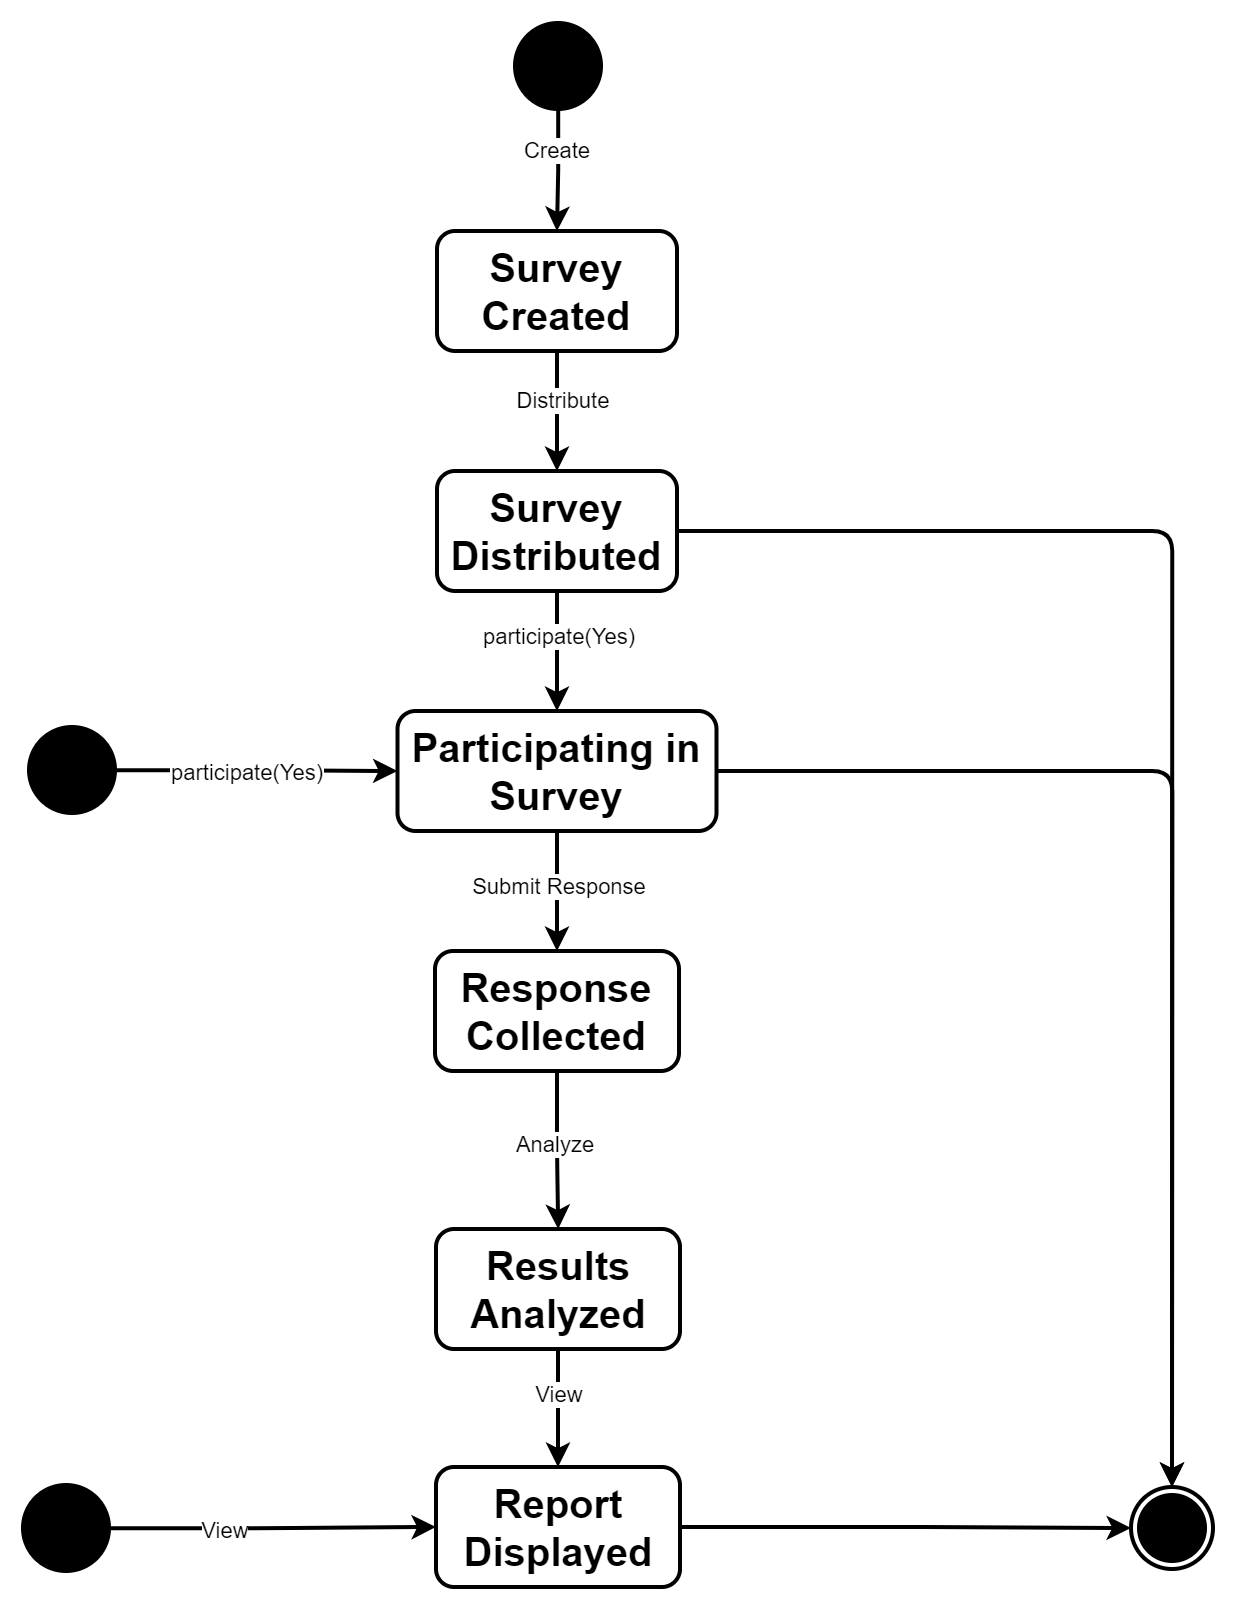 Create
Survey
Created
Distribute
Survey
Distributed
participate(Yes)
participate(Yes)
Participating in
Survey
Submit Response
Response
Collected
Analyze
Results
Analyzed
View
View
Report
Displayed